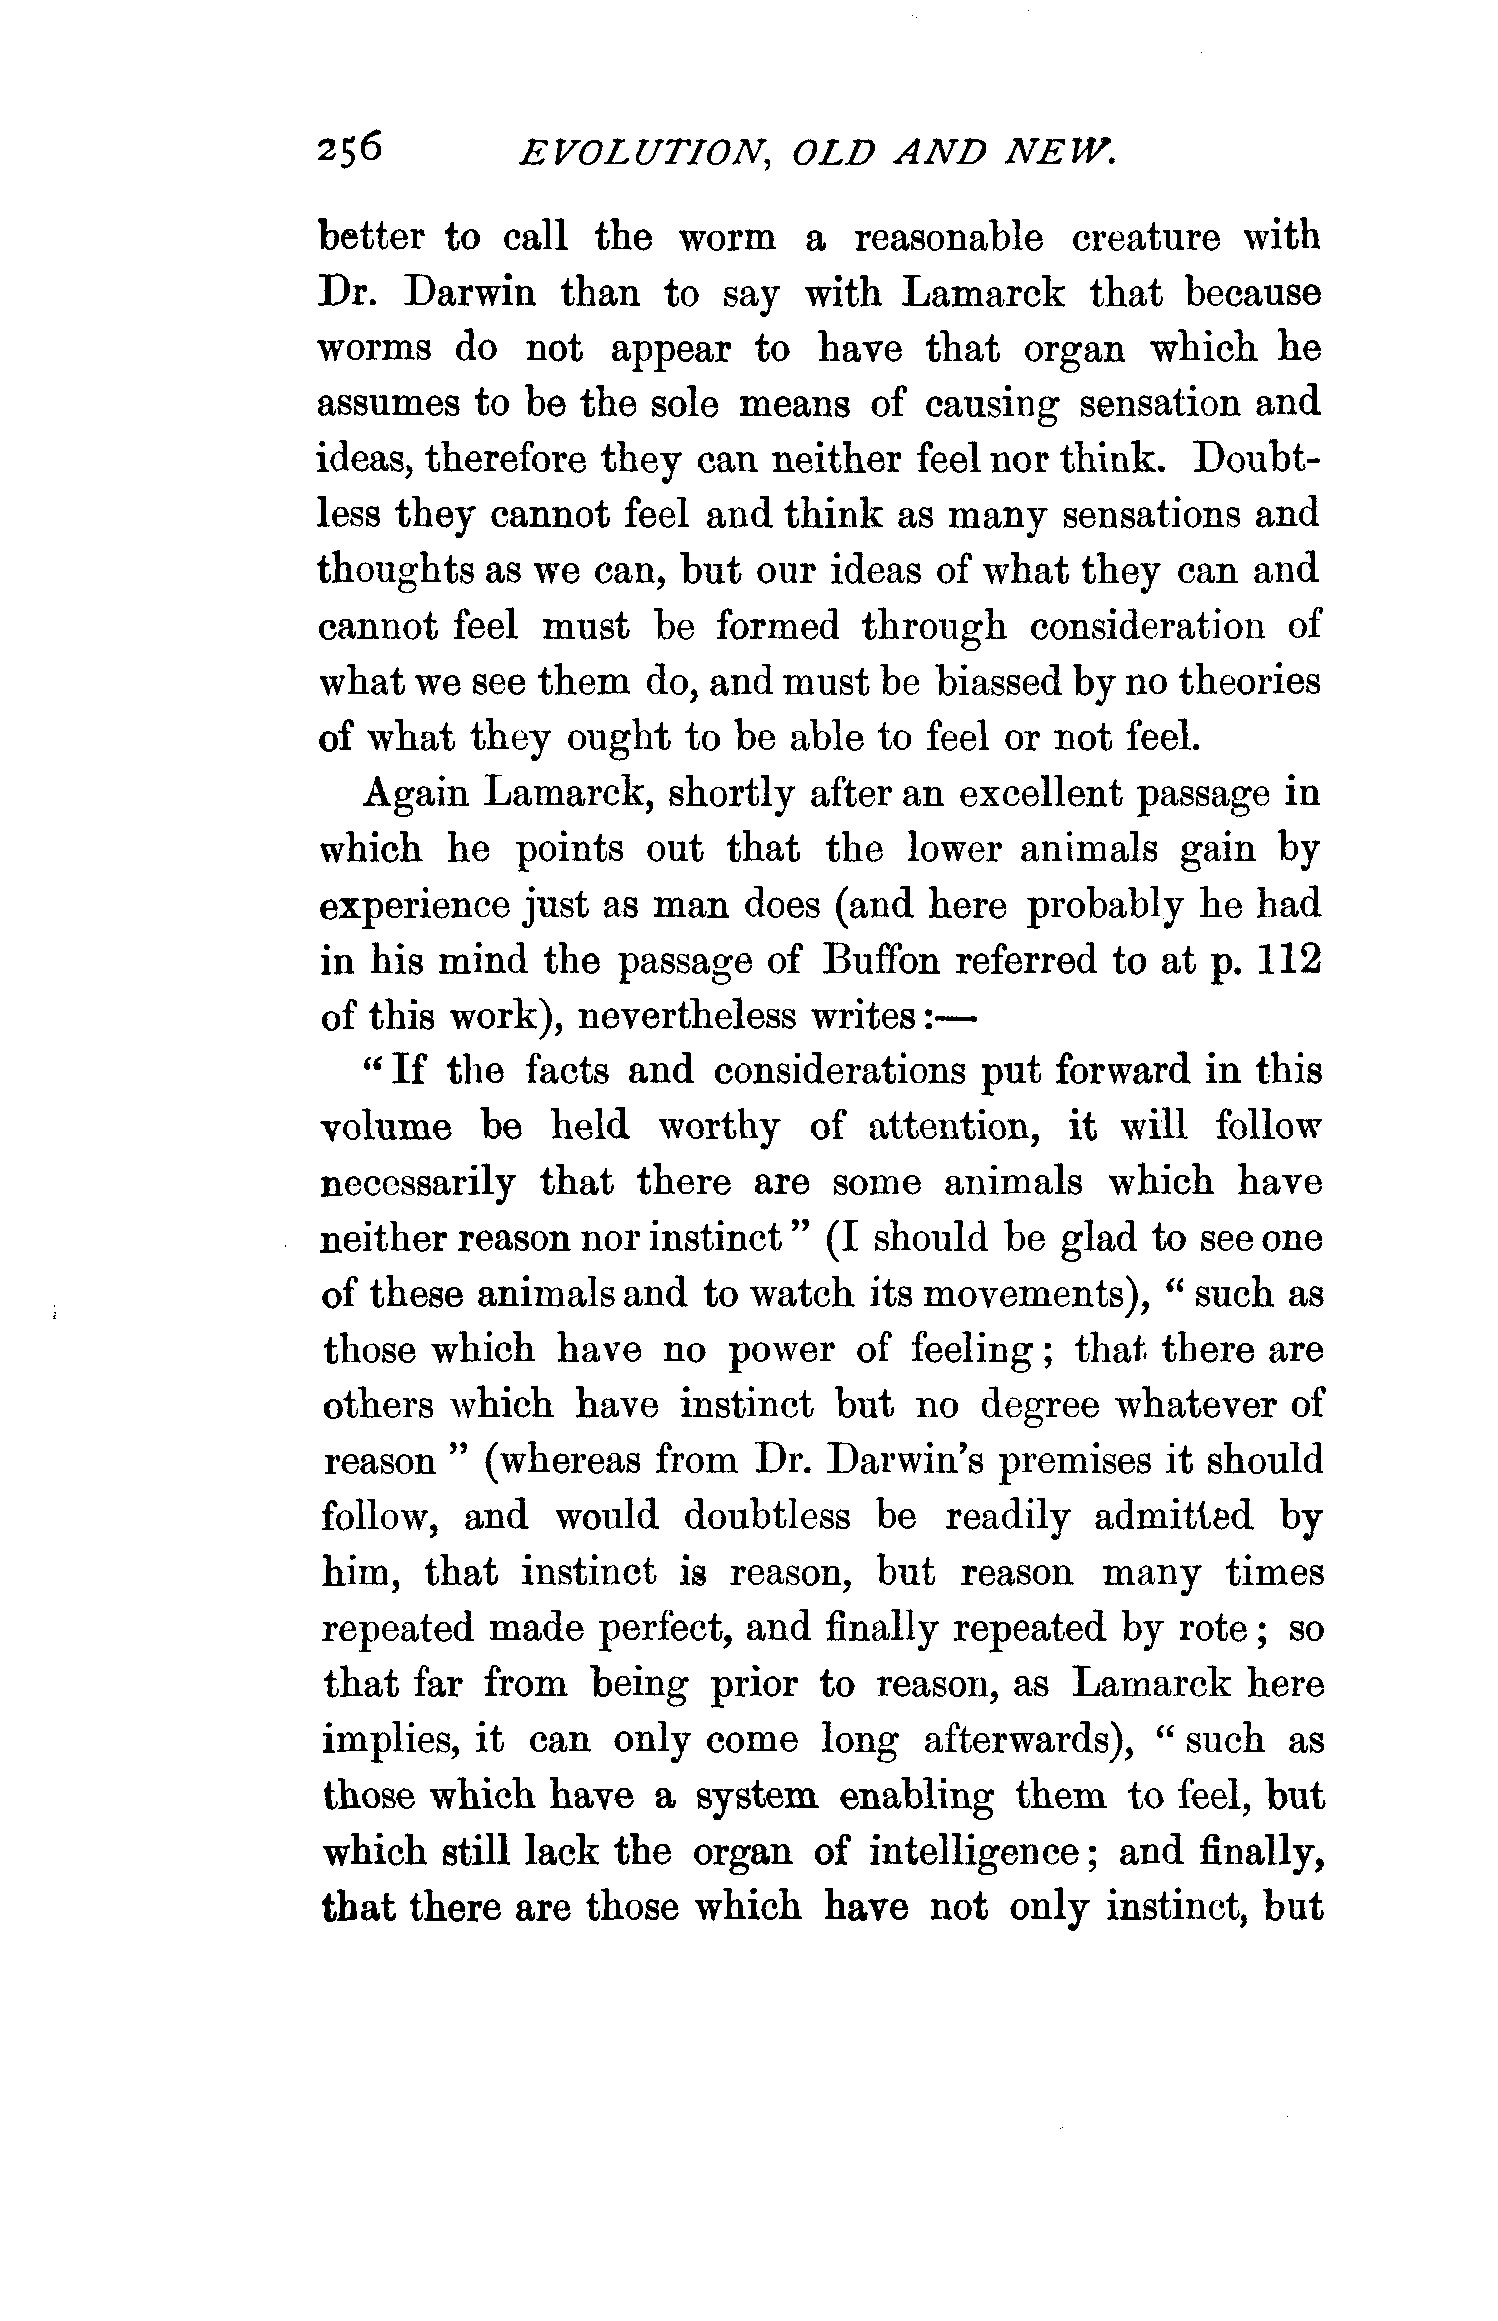 256 EVOLUTION, OLD AND NEW.
better to call the worm a reasonable creature with
Dr. Darwin than to say with Lamarck that because
worms do not appear to have that organ which he
assumes to be the sole means of causing sensation and
ideas, therefore they can neither feel nor think. Doubt-
less they cannot feel and think as many sensations and
thoughts as we can, but our ideas of what they can and
cannot feel must be formed through consideration of
what we see them do, and must be biassed by no theories
of what they ought to be able to feel or not feel.
Again Lamarck, shortly after an excellent passage in
which he points out that the lower animals gain by
experience just as man does (and here probably he had
in his mind the passage of Buffon referred to at p. 112
of this work), nevertheless writes :—
“ If the facts and considerations put forward in this
volume be held worthy of attention, it will follow
necessarily that there are some animals which have
neither reason nor instinct ” (I should be glad to see one
of these animals and to watch its movements), “ such as
those which have no power of feeling ; that there are
others which have instinct but no degree whatever of
reason ” (whereas from Dr. Darwin’s premises it should
follow, and would doubtless be readily admitted by
him, that instinct is reason, but reason many times
repeated made perfect, and finally repeated by rote ; so
that far from being prior to reason, as Lamarck here
implies, it can only come long afterwards), “ such as
those which have a system enabling them to feel, but
which still lack the organ of intelligence ; and finally,
that there are those which have not only instinct, but